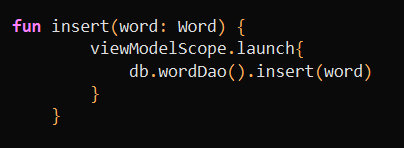 fun insert(word: Word) {
        viewModelScope.launch{
            db.wordDao().insert(word)
        }
    }